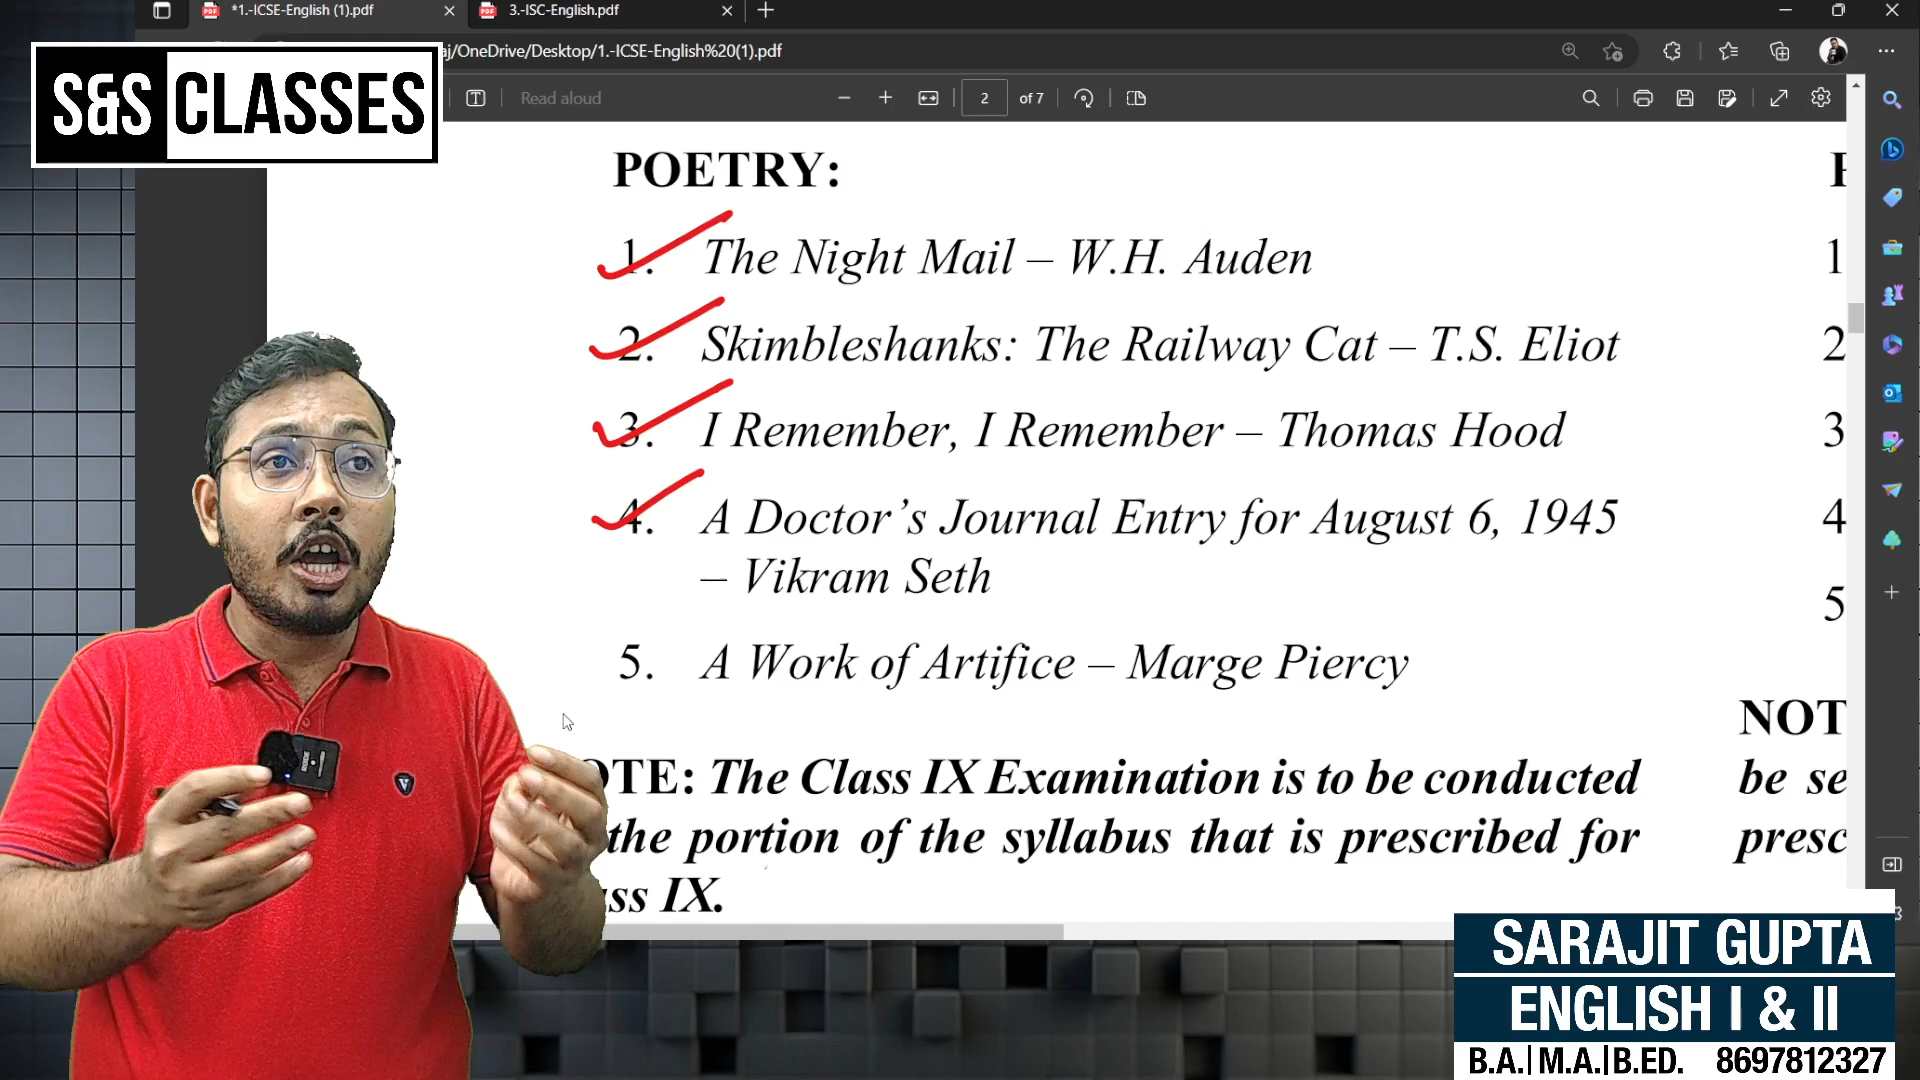 *1.-ICSE-English (1).pdf
3.-ISC-English.pdf
aj/OneDrive/Desktop/1.-ICSE-English%20(1).pdf
S&S CLASSES
Read aloud
2 of 7
POETRY:
1. The Night Mail – W.H. Auden
2. Skimbleshanks: The Railway Cat – T.S. Eliot
3. I Remember, I Remember – Thomas Hood
4. A Doctor's Journal Entry for August 6, 1945
– Vikram Seth
5. A Work of Artifice – Marge Piercy
OTE: The Class IX Examination is to be conducted
the portion of the syllabus that is prescribed for
ass IX.
1
2
3
4
5
NOT
be se
presc
SARAJIT GUPTA
ENGLISH I & II
B.A.|M.A.|B.ED. 8697812327